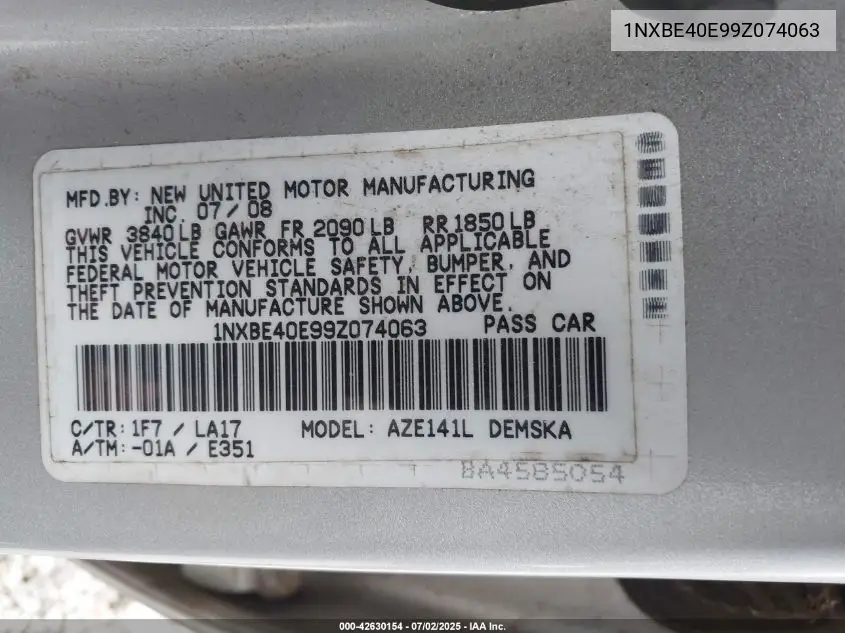 1NXBE40E99Z074063
MFD.BY: NEW UNITED MOTOR MANUFACTURING
INC. 07/08
GVWR 3840LB GAWR FR 2090LB RR1850LB
THIS VEHICLE CONFORMS TO ALL APPLICABLE
FEDERAL MOTOR VEHICLE SAFETY, BUMPER, AND
THEFT PREVENTION STANDARDS IN EFFECT ON
THE DATE OF MANUFACTURE SHOWN ABOVE.
1NXBE40E99Z074063 PASS CAR
C/TR: 1F7 / LA17 MODEL: AZE141L DEMSKA
A/TM: -01A / E351
BA4585054
000-42630154 - 07/02/2025 - IAA Inc.